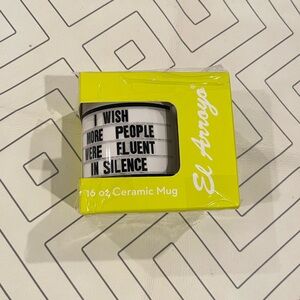 I WISH
MORE PEOPLE
WERE FLUENT
IN SILENCE
16 oz Ceramic Mug
El Arroyo